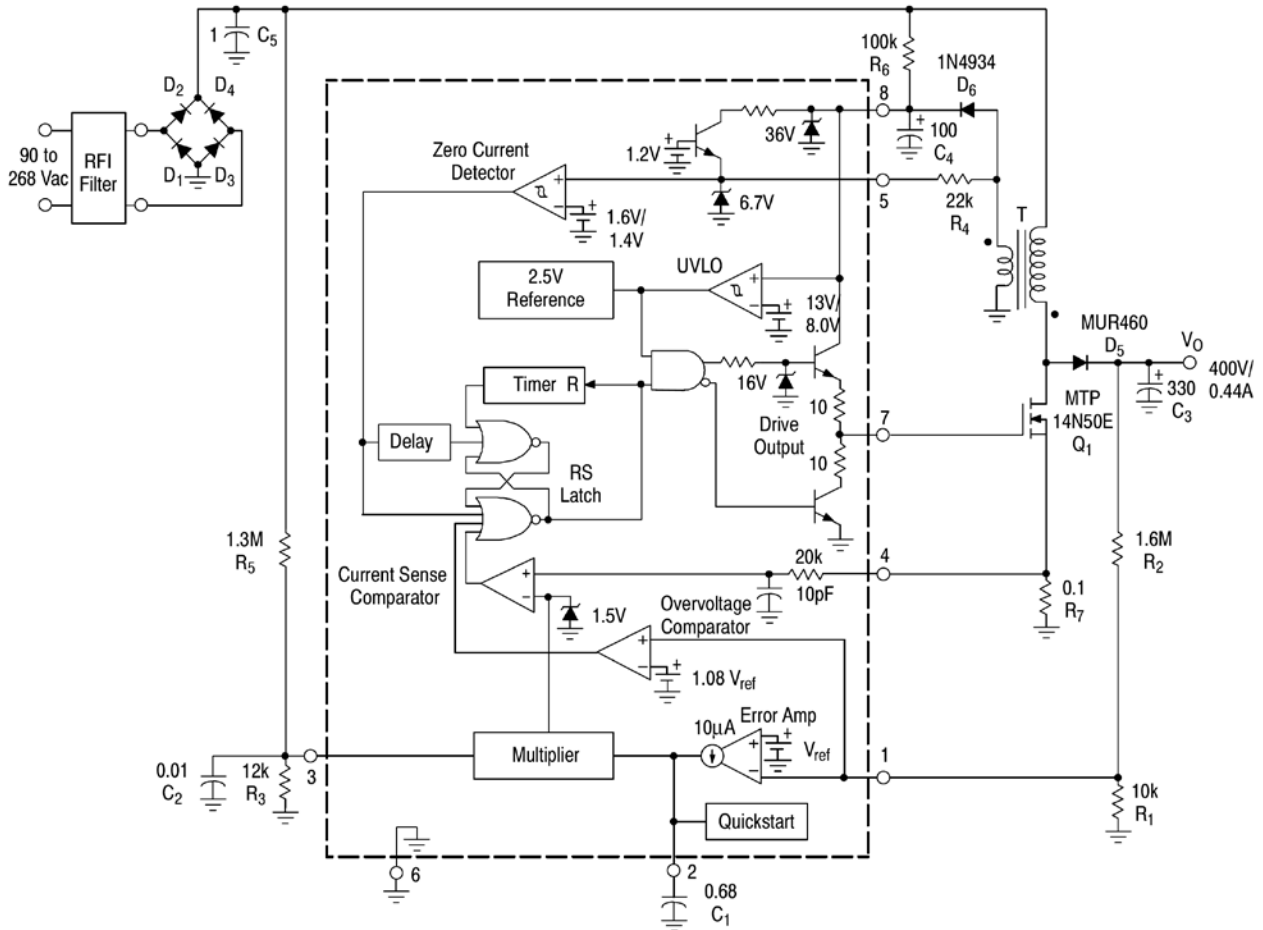 1
C5
100k
R6
1N4934
D6
D2
D4
8
36V
100
C4
1.2V
90 to
268 Vac
RFI
Filter
D1
D3
Zero Current
Detector
6.7V
5
22k
R4
1.6V/
1.4V
T
2.5V
Reference
UVLO
13V/
8.0V
MUR460
D5
VO
400V/
0.44A
Timer
R
16V
10
330
C3
MTP
14N50E
Q1
Drive
Output
7
Delay
RS
Latch
10
1.3M
R5
1.6M
R2
20k
4
10pF
Current Sense
Comparator
1.5V
Overvoltage
Comparator
0.1
R7
1.08 Vref
Error Amp
10µA
Vref
Multiplier
1
0.01
C2
12k
R3
3
10k
R1
Quickstart
6
2
0.68
C1